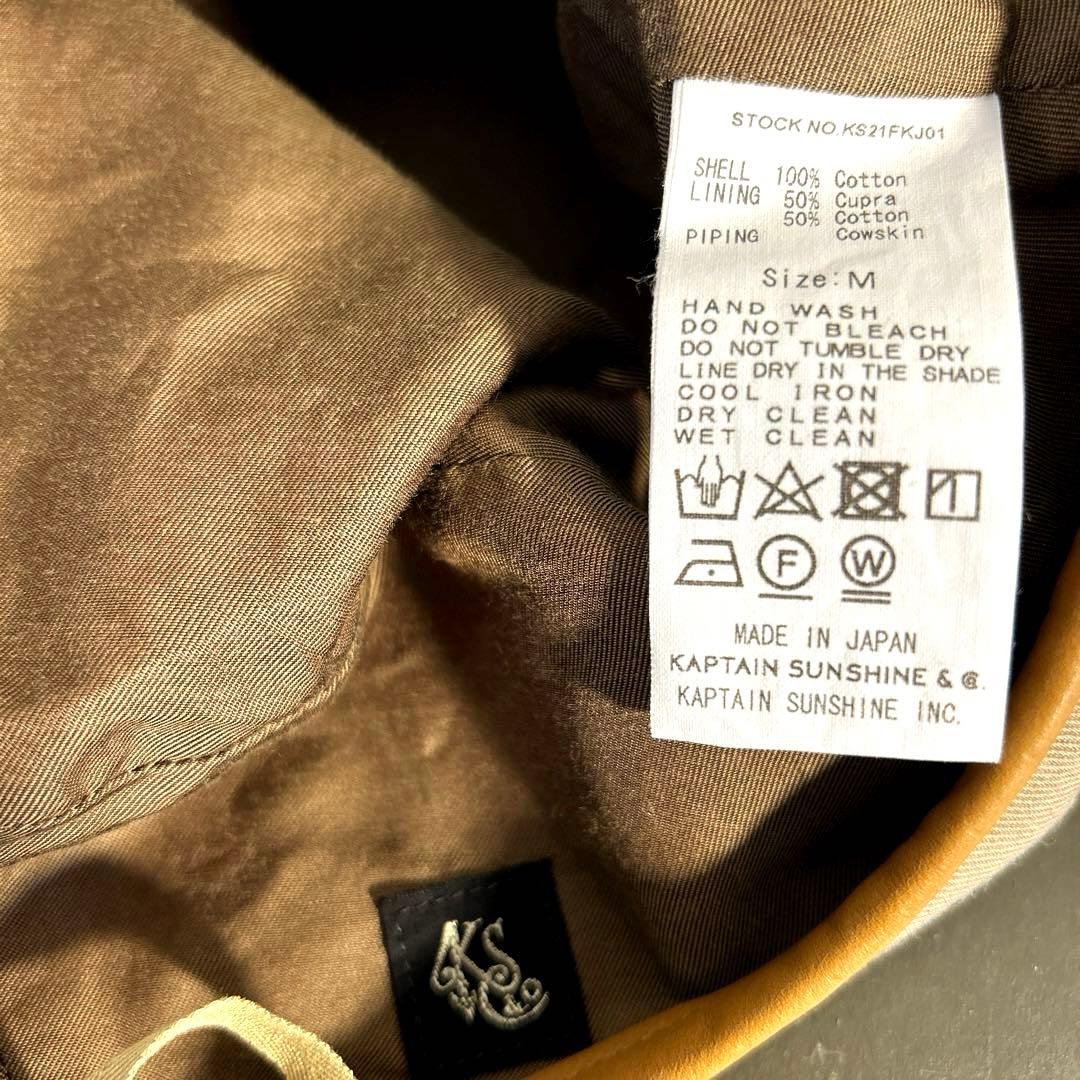 STOCK NO.KS21FKJ01
SHELL 100% Cotton
LINING 50% Cupra
50% Cotton
PIPING Cowskin
Size:M
HAND WASH
DO NOT BLEACH
DO NOT TUMBLE DRY
LINE DRY IN THE SHADE
COOL IRON
DRY CLEAN
WET CLEAN
F W
MADE IN JAPAN
KAPTAIN SUNSHINE & Co.
KAPTAIN SUNSHINE INC.
KS
&Co